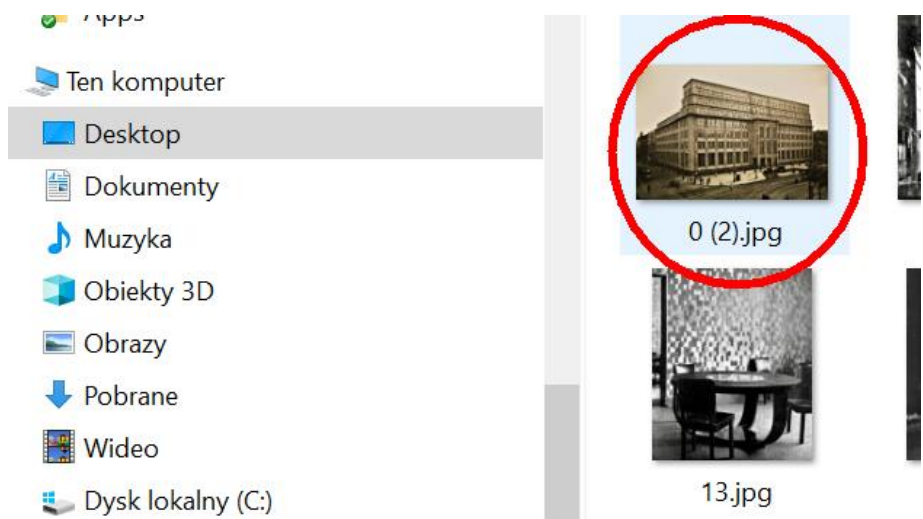 Apps
Ten komputer
Desktop
Dokumenty
Muzyka
Obiekty 3D
Obrazy
Pobrane
Wideo
Dysk lokalny (C:)
0 (2).jpg
13.jpg